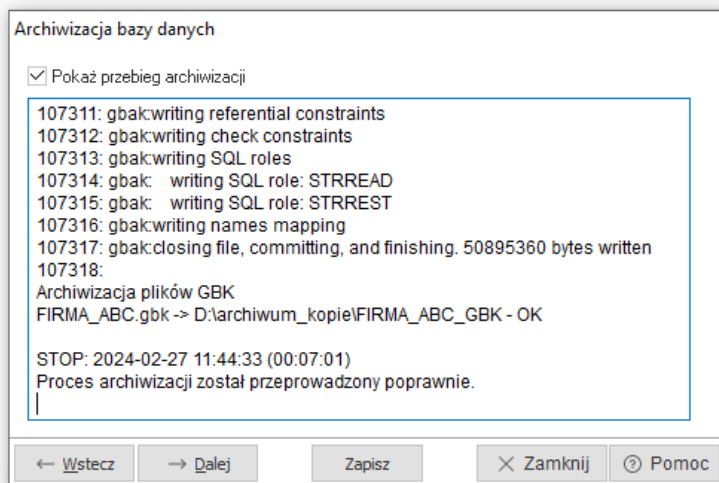 Archiwizacja bazy danych
Pokaż przebieg archiwizacji
107311: gbak:writing referential constraints
107312: gbak:writing check constraints
107313: gbak:writing SQL roles
107314: gbak:    writing SQL role: STRREAD
107315: gbak:    writing SQL role: STRREST
107316: gbak:writing names mapping
107317: gbak:closing file, committing, and finishing. 50895360 bytes written
107318:
Archiwizacja plików GBK
FIRMA_ABC.gbk -> D:\archiwum_kopie\FIRMA_ABC_GBK - OK
STOP: 2024-02-27 11:44:33 (00:07:01)
Proces archiwizacji został przeprowadzony poprawnie.
← Wstecz → Dalej Zapisz Zamknij Pomoc